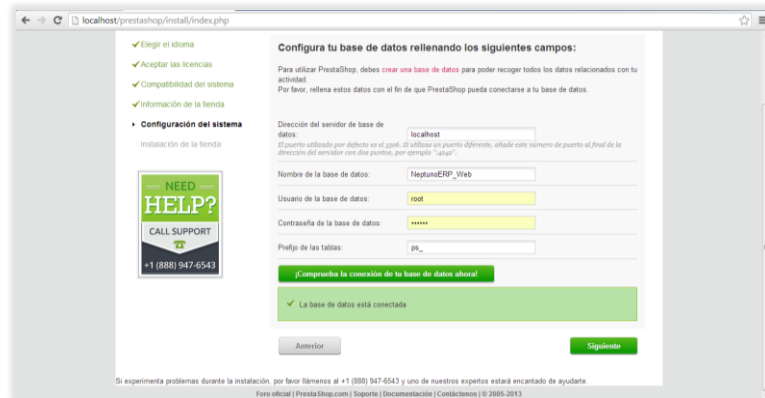 localhost/prestashop/install/index.php
Elegir el idioma
Aceptar las licencias
Compatibilidad del sistema
Información de la tienda
Configuración del sistema
Instalación de la tienda
NEED
HELP?
CALL SUPPORT
+1 (888) 947-6543
Configura tu base de datos rellenando los siguientes campos:
Para utilizar PrestaShop, debes crear una base de datos para poder recoger todos los datos relacionados con tu
actividad.
Por favor, rellena estos datos con el fin de que PrestaShop pueda conectarse a tu base de datos.
Dirección del servidor de base de
datos: localhost
El puerto utilizado por defecto es el 3306. Si utilizas un puerto diferente, añade este número de puerto al final de la
dirección del servidor con dos puntos, por ejemplo ":4242".
Nombre de la base de datos: NeptunoERP_Web
Usuario de la base de datos: root
Contraseña de la base de datos: ••••••
Prefijo de las tablas: ps_
¡Comprueba la conexión de tu base de datos ahora!
La base de datos está conectada
Anterior
Siguiente
Si experimenta problemas durante la instalación, por favor llámenos al +1 (888) 947-6543 y uno de nuestros expertos estará encantado de ayudarte.
Foro oficial | PrestaShop.com | Soporte | Documentación | Contáctenos | © 2005-2013